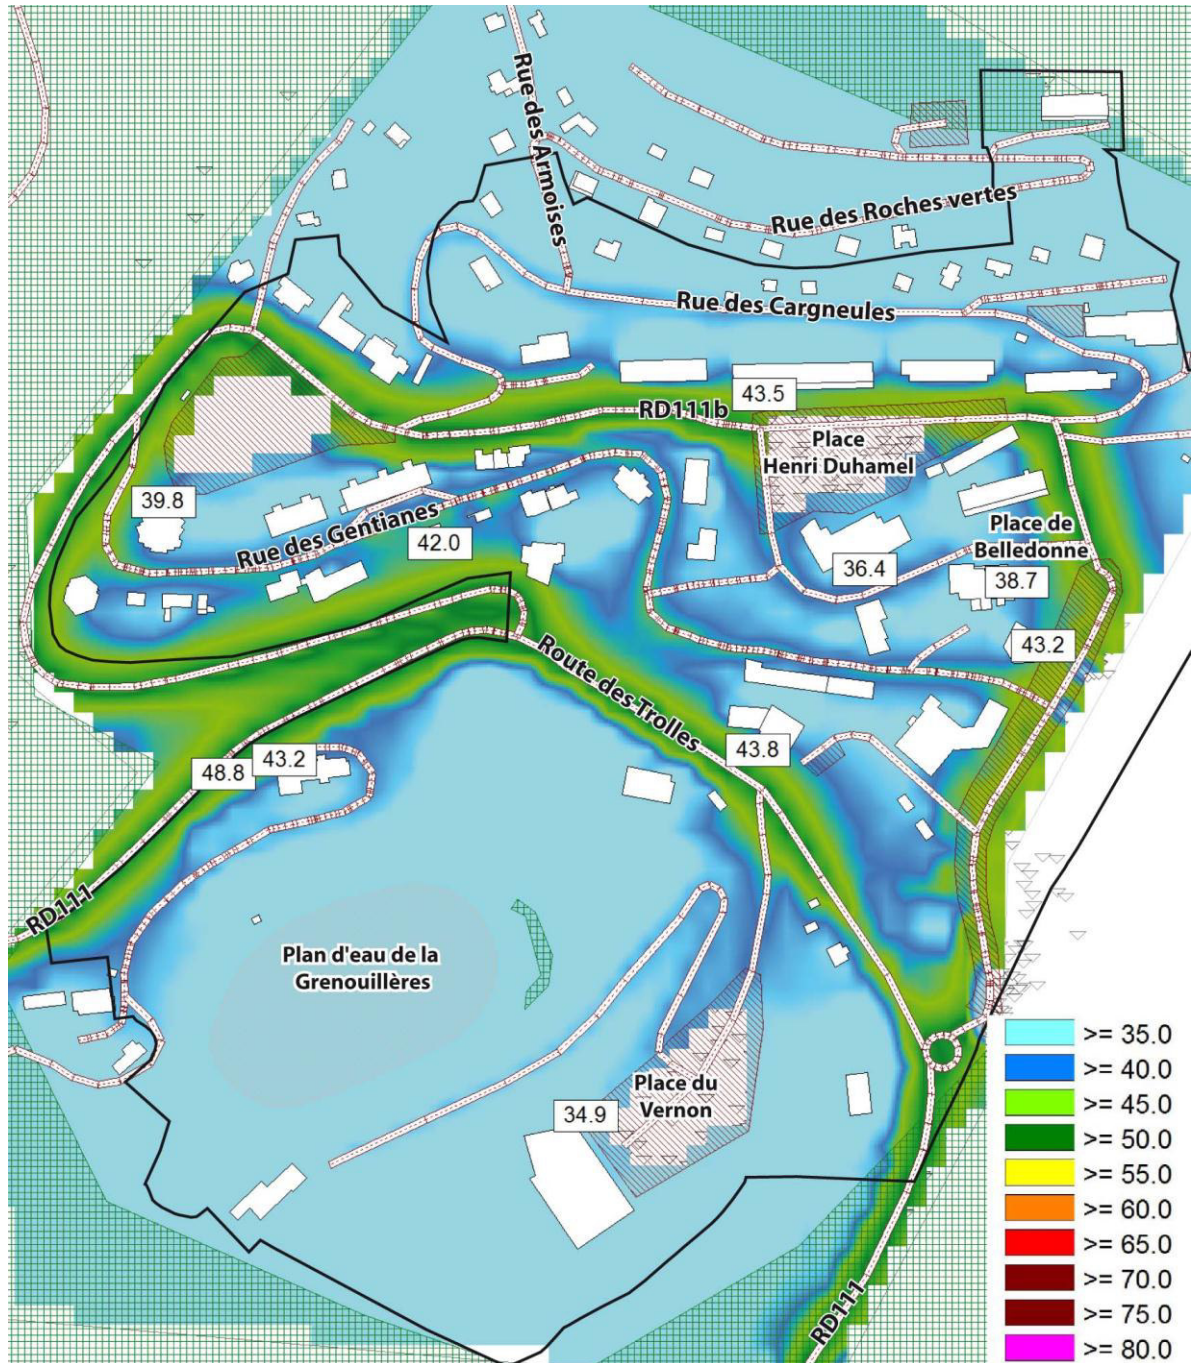 Rue des Armoises
Rue des Roches vertes
Rue des Cargneules
43.5
RD111b
Place
Henri Duhamel
39.8
Rue des Gentianes
42.0
Place de
Belledonne
36.4
38.7
43.2
Route des Trolles
43.8
43.2
48.8
RD111
Plan d'eau de la
Grenouillères
Place du
Vernon
34.9
RD111
>= 35.0
>= 40.0
>= 45.0
>= 50.0
>= 55.0
>= 60.0
>= 65.0
>= 70.0
>= 75.0
>= 80.0